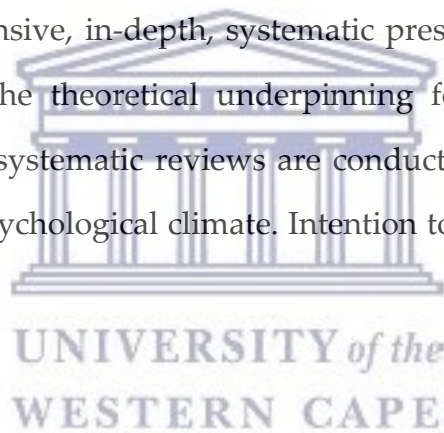 nsive, in-depth, systematic pres
he theoretical underpinning f
systematic reviews are conduct
ychological climate. Intention to
UNIVERSITY of the
WESTERN CAPE